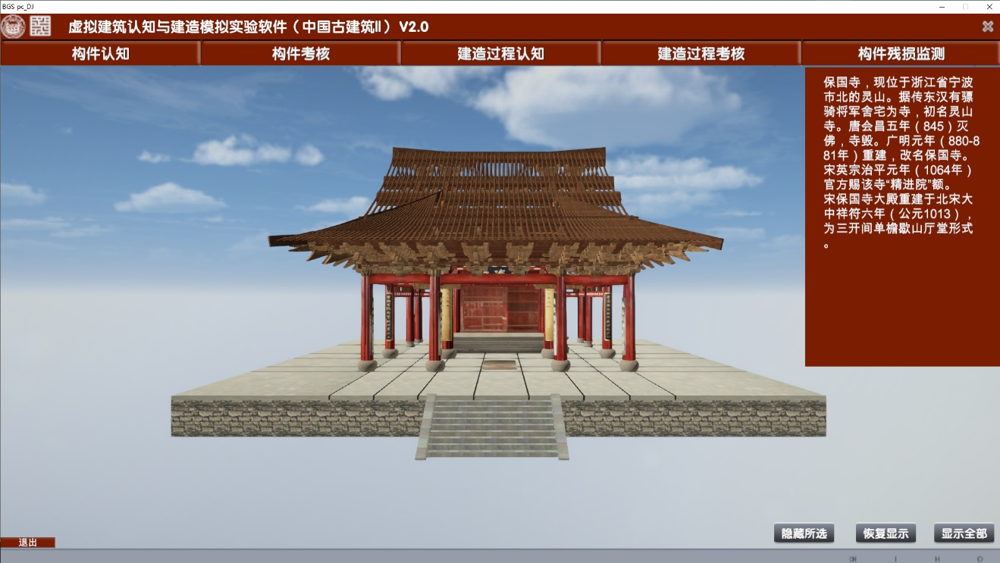 BGS pc_DJ
虚拟建筑认知与建造模拟实验软件（中国古建筑II）V2.0
构件认知
构件考核
建造过程认知
建造过程考核
构件残损监测
保国寺，现位于浙江省宁波
市北的灵山。据传东汉有骠
骑将军舍宅为寺，初名灵山
寺。唐会昌五年（845）灭
佛，寺毁。广明元年（880-8
81年）重建，改名保国寺。
宋英宗治平元年（1064年）
官方赐该寺“精进院”额。
宋保国寺大殿重建于北宋大
中祥符六年（公元1013），
为三开间单檐歇山厅堂形式
。
隐藏所选
恢复显示
显示全部
退出